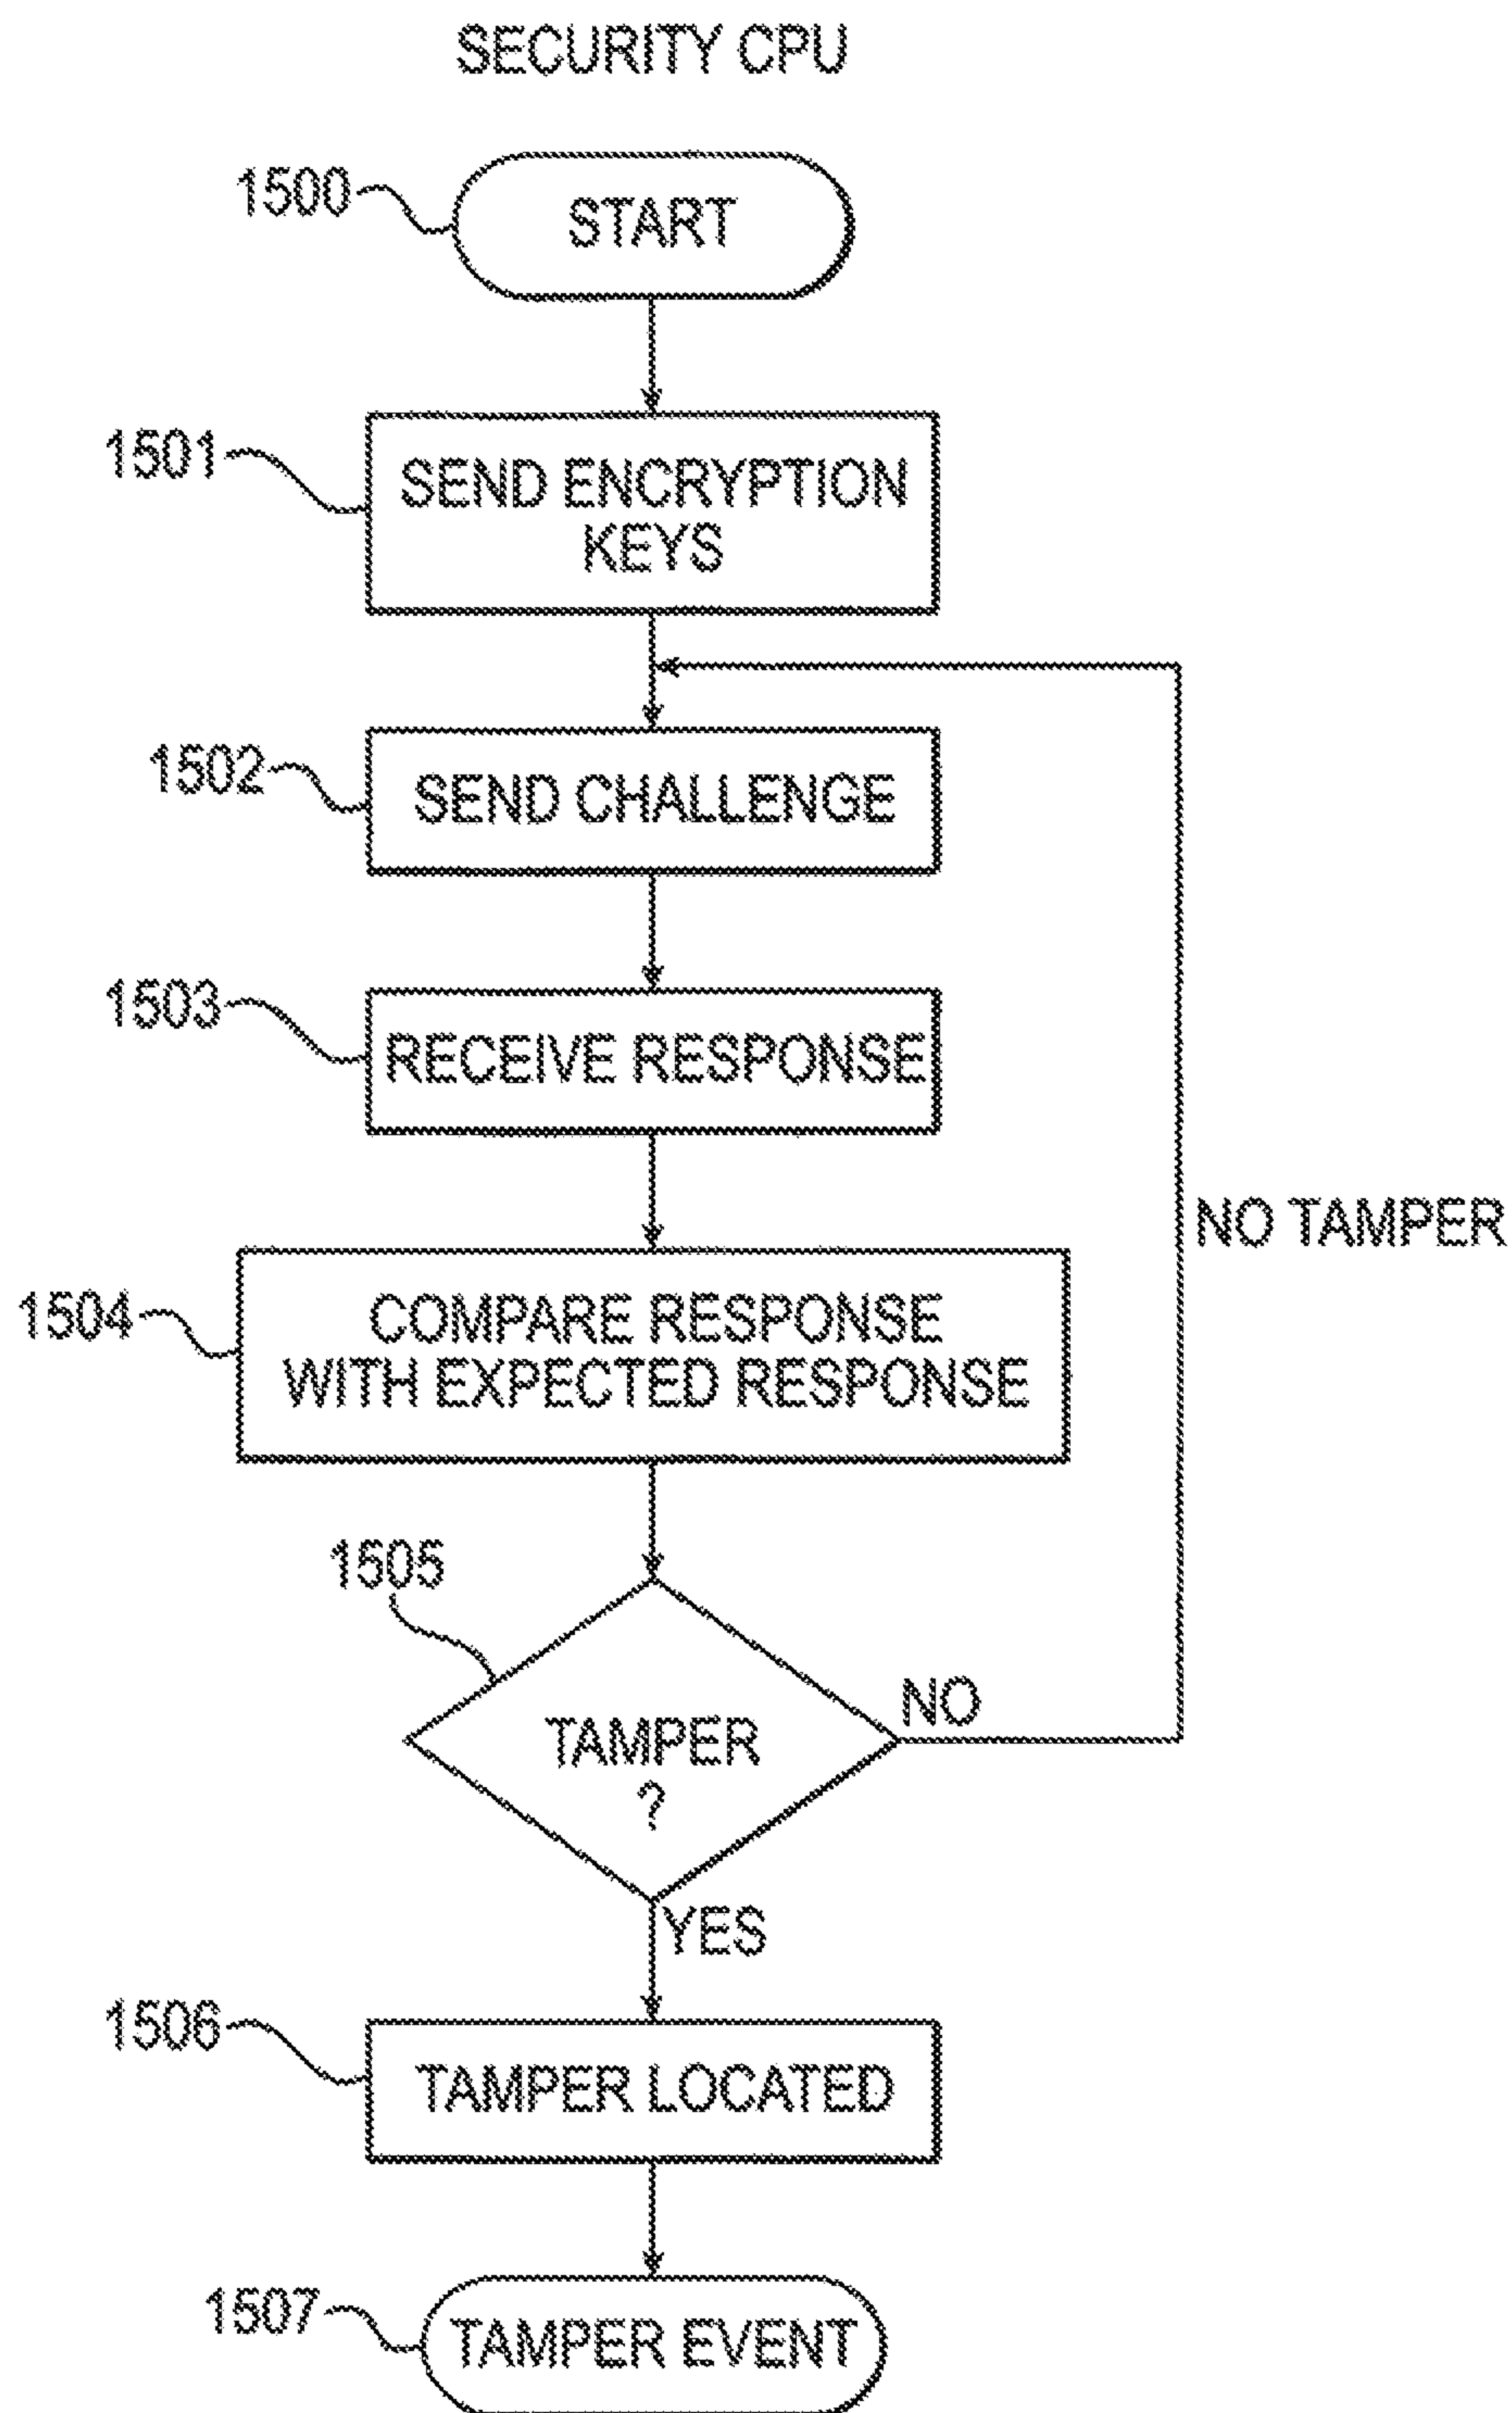 SECURITY CPU
1500
START
1501
SEND ENCRYPTION
KEYS
1502
SEND CHALLENGE
1503
RECEIVE RESPONSE
NO TAMPER
1504
COMPARE RESPONSE
WITH EXPECTED RESPONSE
1505
TAMPER
?
NO
YES
1506
TAMPER LOCATED
1507
TAMPER EVENT